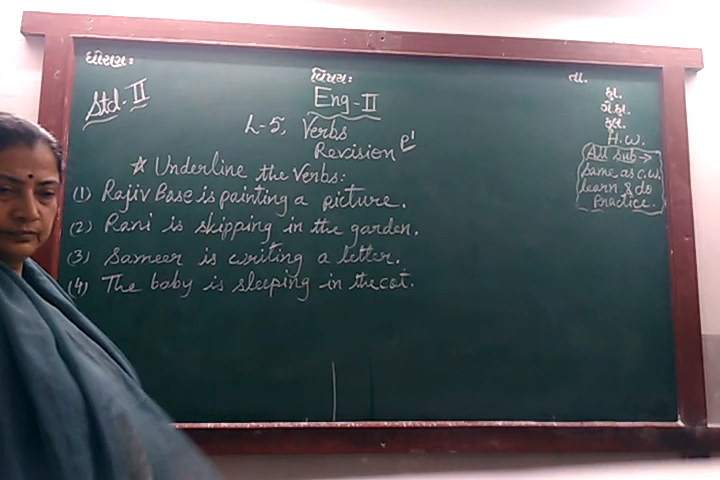 ધોરણ:
વિષય:
તા.
Std. II
Eng-II
હા.
ગે.હા.
કુલ.
L-5, Verbs
Revision
H.W.
All sub →
Same as C.W.
learn & do
Practice.
☆ Underline the Verbs:
(1) Rajiv Base is painting a picture.
(2) Rani is skipping in the garden.
(3) Sameer is writing a letter.
(4) The baby is sleeping in the cot.